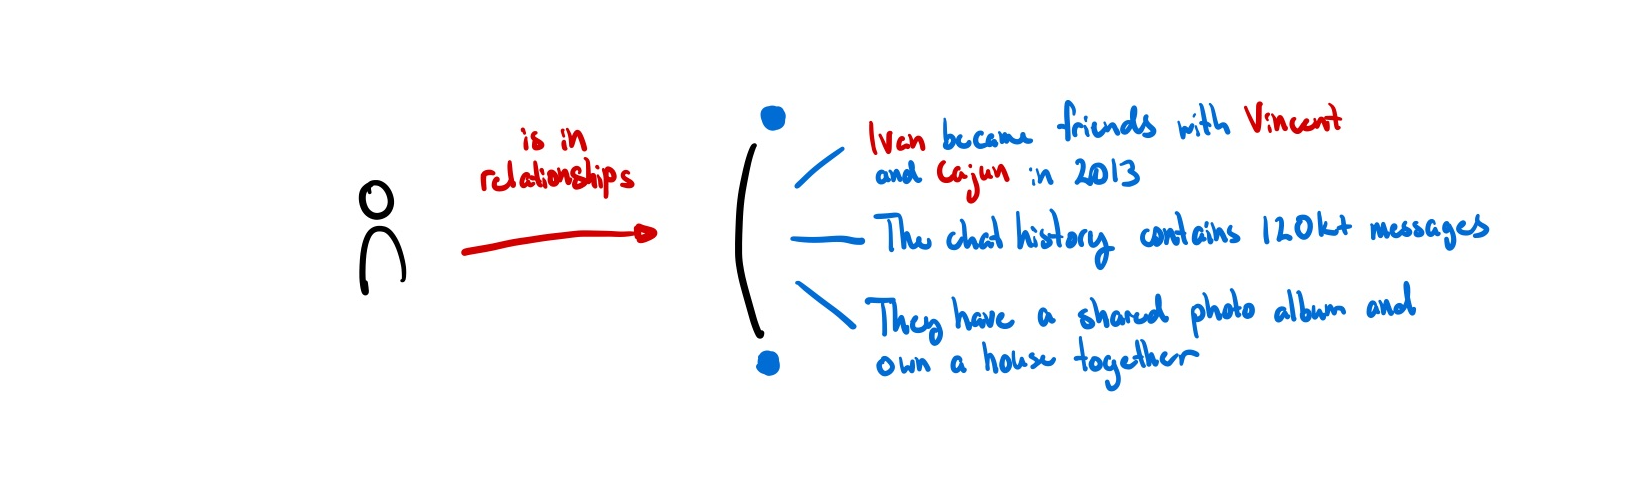 is in
relationships
Ivan became friends with Vincent
and Cajun in 2013
The chat history contains 120k+ messages
They have a shared photo album and
own a house together